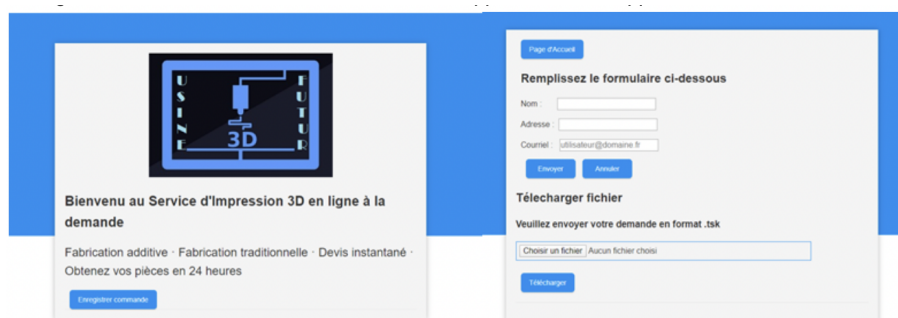 USINE
FUTUR
3D
Bienvenu au Service d'Impression 3D en ligne à la
demande
Fabrication additive · Fabrication traditionnelle · Devis instantané ·
Obtenez vos pièces en 24 heures
Enregistrer commande
Page d'Accueil
Remplissez le formulaire ci-dessous
Nom :
Adresse :
Courriel : utilisateur@domaine.fr
Envoyer Annuler
Télecharger fichier
Veuillez envoyer votre demande en format .tsk
Choisir un fichier Aucun fichier choisi
Télécharger